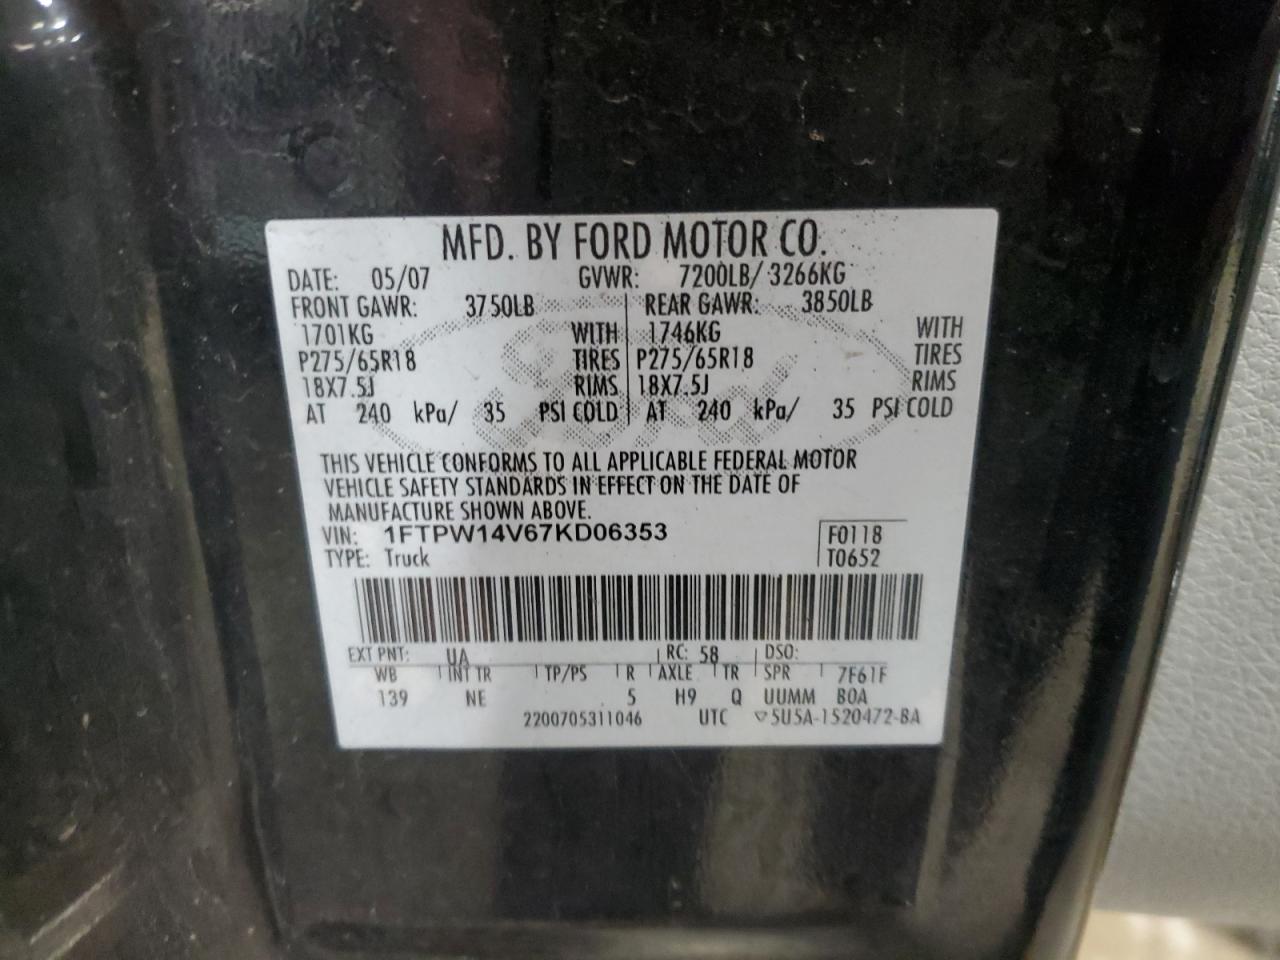 MFD. BY FORD MOTOR CO.
DATE: 05/07 GVWR: 7200LB/ 3266KG
FRONT GAWR: 3750LB REAR GAWR: 3850LB
1701KG WITH 1746KG WITH
P275/65R18 TIRES P275/65R18 TIRES
18X7.5J RIMS 18X7.5J RIMS
AT 240 kPa/ 35 PSI COLD AT 240 kPa/ 35 PSI COLD
THIS VEHICLE CONFORMS TO ALL APPLICABLE FEDERAL MOTOR
VEHICLE SAFETY STANDARDS IN EFFECT ON THE DATE OF
MANUFACTURE SHOWN ABOVE.
VIN: 1FTPW14V67KD06353 F0118
TYPE: Truck T0652
EXT PNT: UA RC: 58 DSO:
WB INT TR TP/PS R AXLE TR SPR 7F61F
139 NE 5 H9 Q UUMM BOA
2200705311046 UTC ▽5U5A-1520472-BA